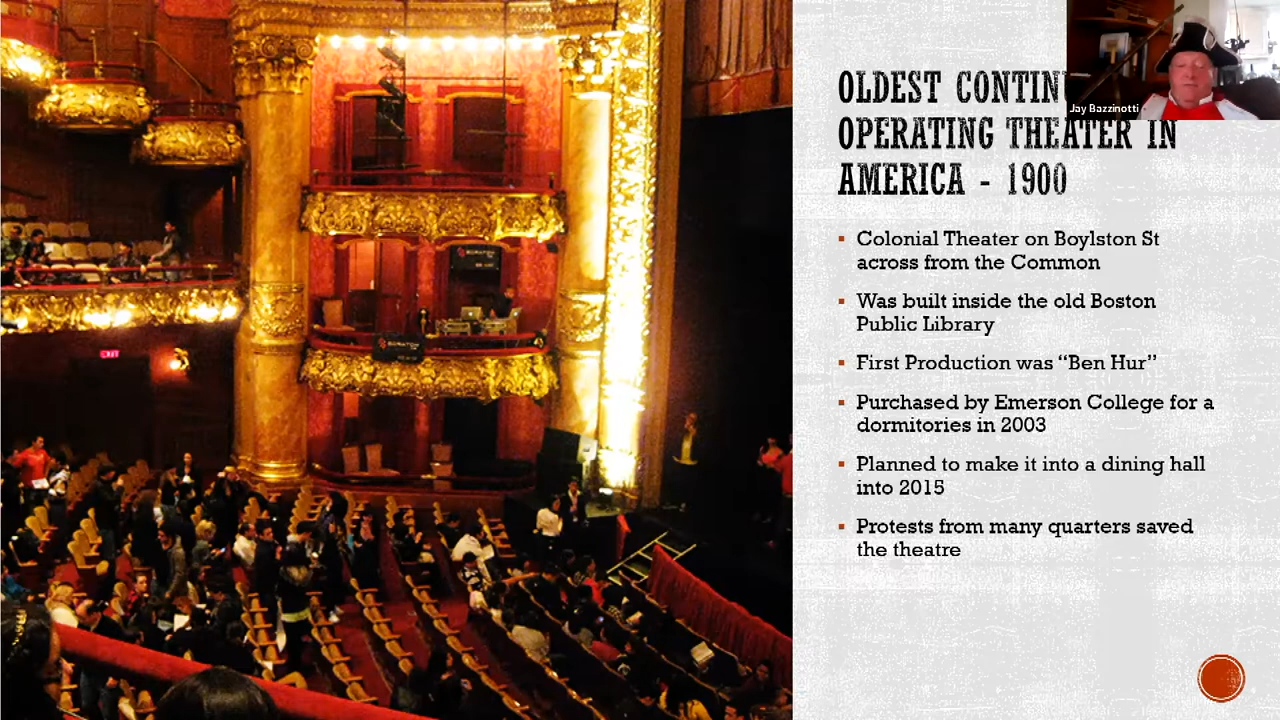 OLDEST CONTIN
OPERATING THEATER IN
AMERICA - 1900
Jay Bazzinotti
▪ Colonial Theater on Boylston St
across from the Common
▪ Was built inside the old Boston
Public Library
▪ First Production was “Ben Hur”
▪ Purchased by Emerson College for a
dormitories in 2003
▪ Planned to make it into a dining hall
into 2015
▪ Protests from many quarters saved
the theatre
EXIT